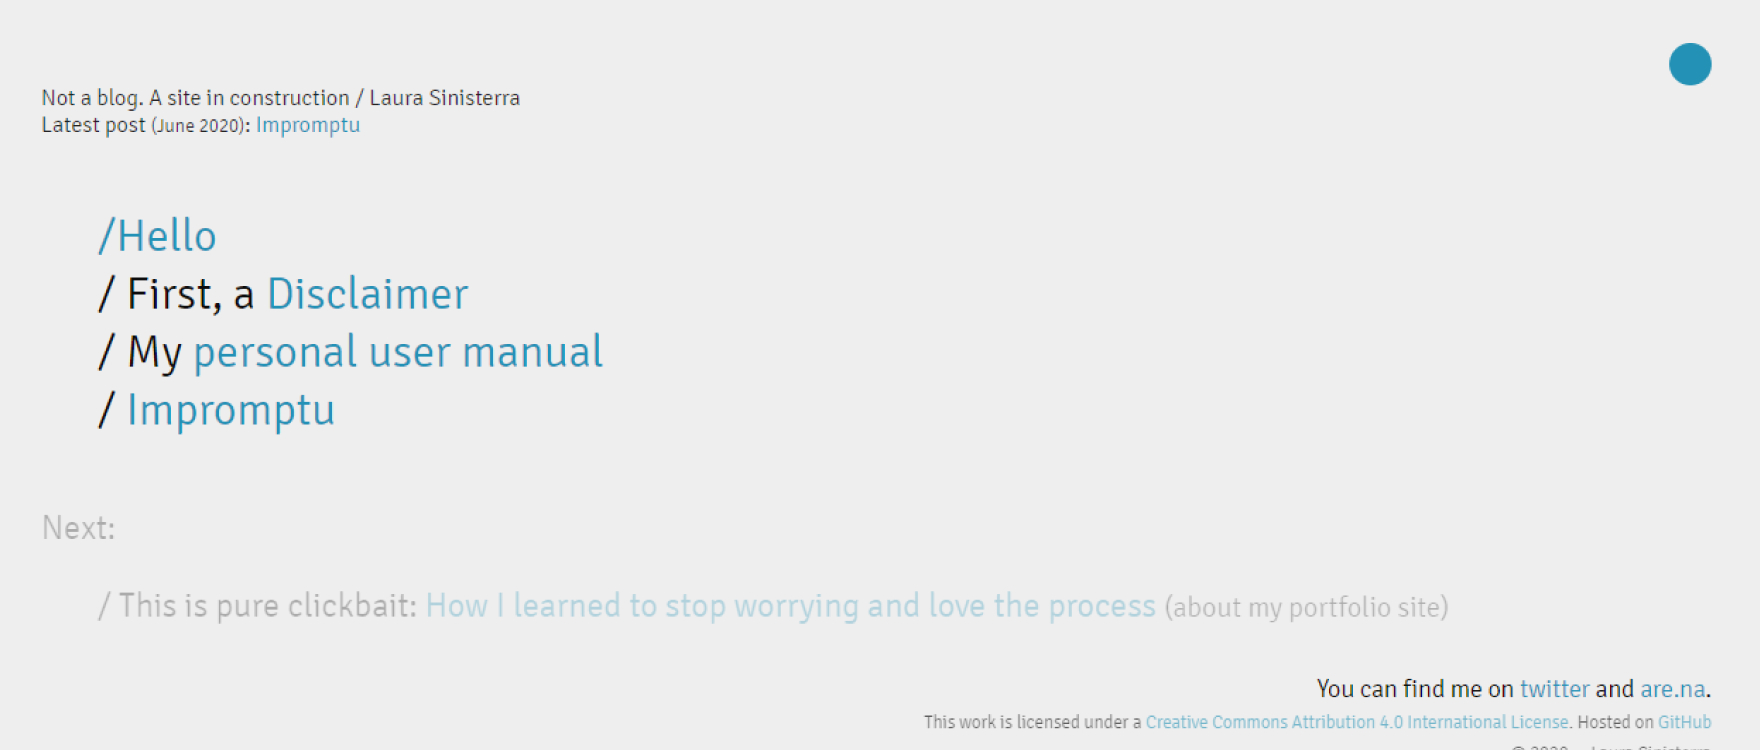 Not a blog. A site in construction / Laura Sinisterra
Latest post (June 2020): Impromptu
/Hello
/ First, a Disclaimer
/ My personal user manual
/ Impromptu
Next:
/ This is pure clickbait: How I learned to stop worrying and love the process (about my portfolio site)
You can find me on twitter and are.na.
This work is licensed under a Creative Commons Attribution 4.0 International License. Hosted on GitHub
© 2020 Laura Sinisterra